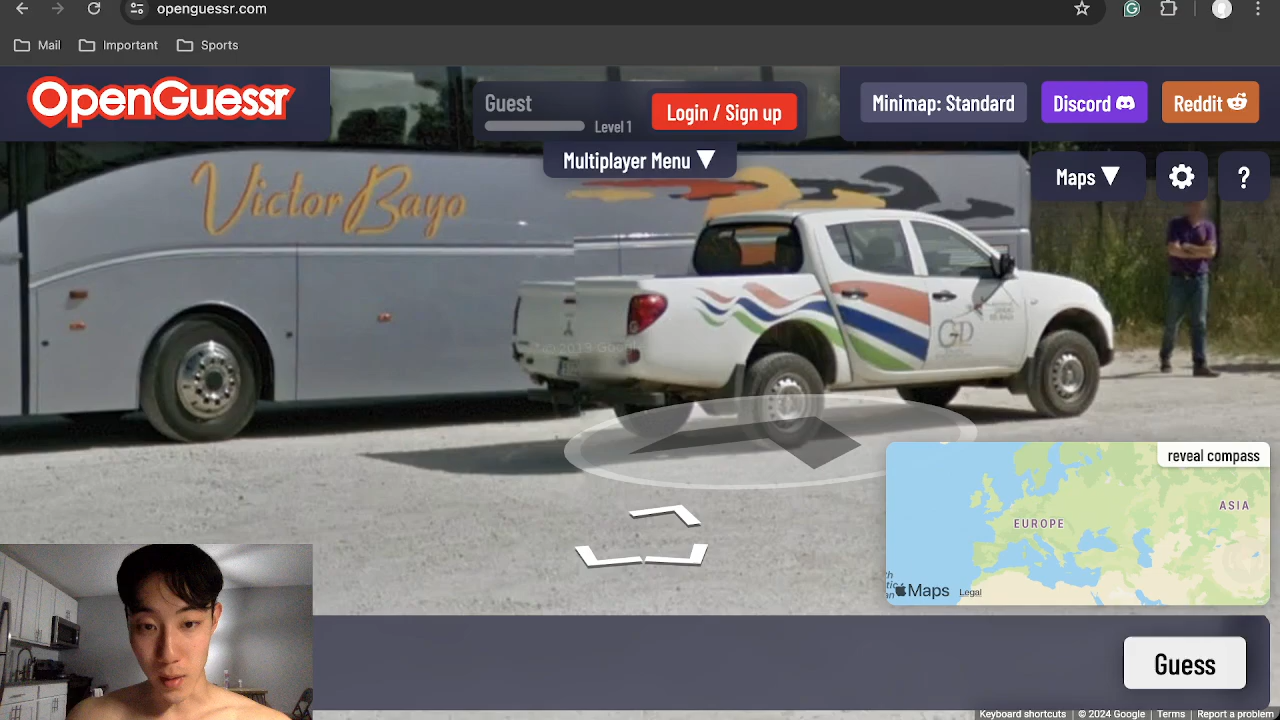 openguessr.com
Mail
Important
Sports
OpenGuessr
Guest
Level 1
Login / Sign up
Minimap: Standard
Discord
Reddit
Multiplayer Menu ▼
Maps ▼
?
Victor Bayo
GD
reveal compass
ASIA
EUROPE
Maps
Legal
Guess
Keyboard shortcuts
© 2024 Google
Terms
Report a problem